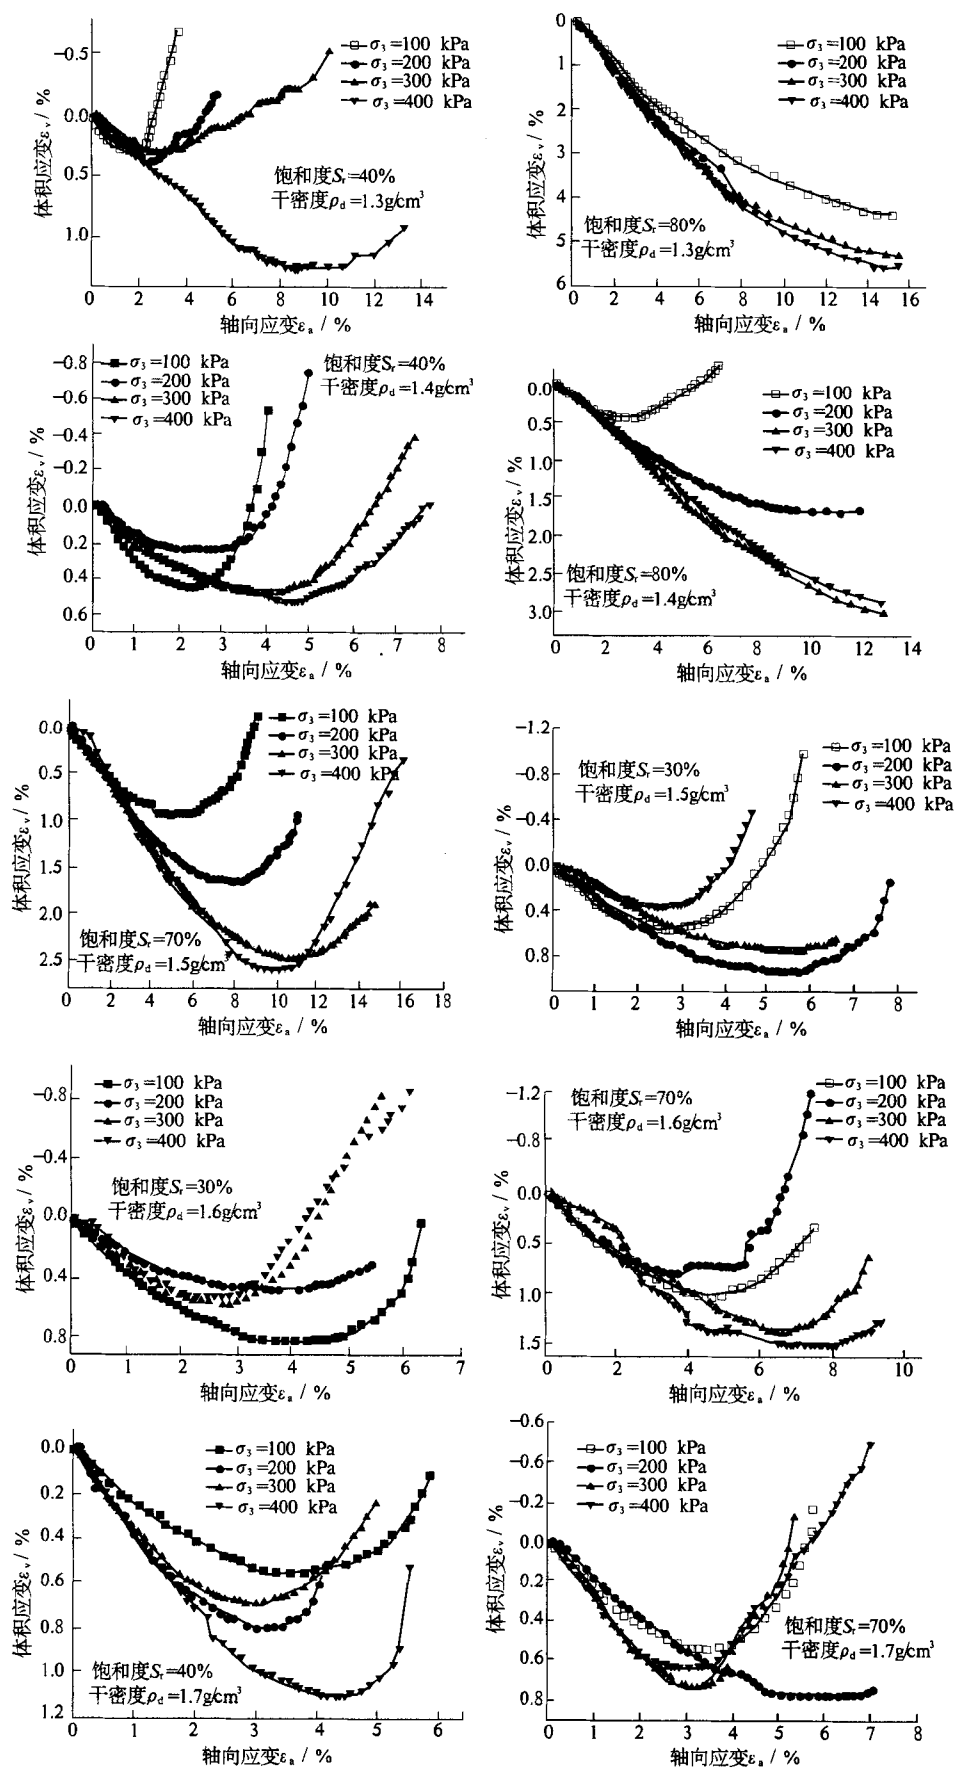 -0.5
0.0
0.5
1.0
体积应变εv / %
σ3=100 kPa
σ3=200 kPa
σ3=300 kPa
σ3=400 kPa
饱和度Sr=40%
干密度ρd=1.3g/cm3
0 2 4 6 8 10 12 14
轴向应变εa / %
0
1
2
3
4
5
6
体积应变εv / %
σ3=100 kPa
σ3=200 kPa
σ3=300 kPa
σ3=400 kPa
饱和度Sr=80%
干密度ρd=1.3g/cm3
0 2 4 6 8 10 12 14 16
轴向应变εa / %
-0.8
-0.6
-0.4
-0.2
0.0
0.2
0.4
0.6
体积应变εv / %
σ3=100 kPa
σ3=200 kPa
σ3=300 kPa
σ3=400 kPa
饱和度Sr=40%
干密度ρd=1.4g/cm3
0 1 2 3 4 5 6 7 8
轴向应变εa / %
0.0
0.5
1.0
1.5
2.0
2.5
3.0
体积应变εv / %
σ3=100 kPa
σ3=200 kPa
σ3=300 kPa
σ3=400 kPa
饱和度Sr=80%
干密度ρd=1.4g/cm3
0 2 4 6 8 10 12 14
轴向应变εa / %
0.0
0.5
1.0
1.5
2.0
2.5
体积应变εv / %
σ3=100 kPa
σ3=200 kPa
σ3=300 kPa
σ3=400 kPa
饱和度Sr=70%
干密度ρd=1.5g/cm3
0 2 4 6 8 10 12 14 16 18
轴向应变εa / %
-1.2
-0.8
-0.4
0.0
0.4
0.8
体积应变εv / %
σ3=100 kPa
σ3=200 kPa
σ3=300 kPa
σ3=400 kPa
饱和度Sr=30%
干密度ρd=1.5g/cm3
0 1 2 3 4 5 6 7 8
轴向应变εa / %
-0.8
-0.4
0.0
0.4
0.8
体积应变εv / %
σ3=100 kPa
σ3=200 kPa
σ3=300 kPa
σ3=400 kPa
饱和度Sr=30%
干密度ρd=1.6g/cm3
0 1 2 3 4 5 6 7
轴向应变εa / %
-1.2
-0.8
0.0
0.5
1.0
1.5
体积应变εv / %
饱和度Sr=70%
干密度ρd=1.6g/cm3
σ3=100 kPa
σ3=200 kPa
σ3=300 kPa
σ3=400 kPa
0 2 4 6 8 10
轴向应变εa / %
0.0
0.2
0.4
0.6
0.8
1.0
1.2
体积应变εv / %
σ3=100 kPa
σ3=200 kPa
σ3=300 kPa
σ3=400 kPa
饱和度Sr=40%
干密度ρd=1.7g/cm3
0 1 2 3 4 5 6
轴向应变εa / %
-0.6
-0.6
-0.2
0.0
0.2
0.4
0.6
0.8
体积应变εv / %
σ3=100 kPa
σ3=200 kPa
σ3=300 kPa
σ3=400 kPa
饱和度Sr=70%
干密度ρd=1.7g/cm3
0 1 2 3 4 5 6 7 8
轴向应变εa / %